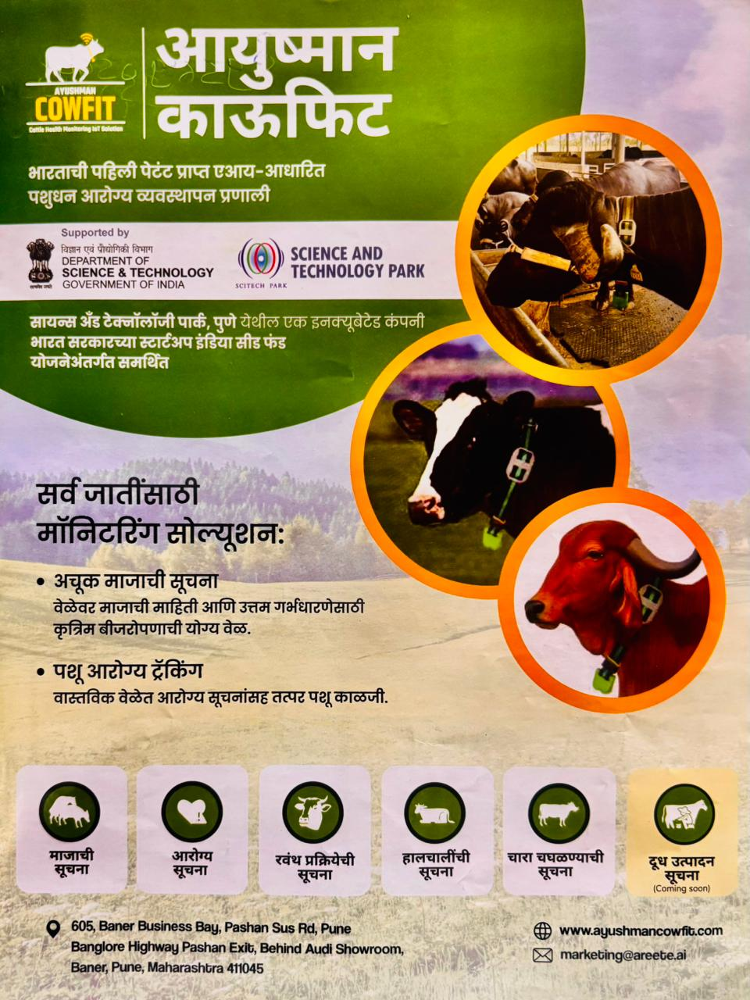 AYUSHMAN
COWFIT
Cattle Health Monitoring IoT Solution
आयुष्मान
काऊफिट
भारताची पहिली पेटंट प्राप्त एआय-आधारित
पशुधन आरोग्य व्यवस्थापन प्रणाली
Supported by
सत्यमेव जयते
विज्ञान एवं प्रौद्योगिकी विभाग
DEPARTMENT OF
SCIENCE & TECHNOLOGY
GOVERNMENT OF INDIA
SCITECH PARK
SCIENCE AND
TECHNOLOGY PARK
सायन्स अँड टेक्नॉलॉजी पार्क, पुणे येथील एक इनक्यूबेटेड कंपनी
भारत सरकारच्या स्टार्टअप इंडिया सीड फंड
योजनेअंतर्गत समर्थित
सर्व जातींसाठी
मॉनिटरिंग सोल्यूशन:
• अचूक माजाची सूचना
वेळेवर माजाची माहिती आणि उत्तम गर्भधारणेसाठी
कृत्रिम बीजरोपणाची योग्य वेळ.
• पशू आरोग्य ट्रॅकिंग
वास्तविक वेळेत आरोग्य सूचनांसह तत्पर पशू काळजी.
माजाची
सूचना
आरोग्य
सूचना
रवंथ प्रक्रियेची
सूचना
हालचालींची
सूचना
चारा चघळण्याची
सूचना
दूध उत्पादन
सूचना
(Coming soon)
605, Baner Business Bay, Pashan Sus Rd, Pune
Banglore Highway Pashan Exit, Behind Audi Showroom,
Baner, Pune, Maharashtra 411045
www.ayushmancowfit.com
marketing@areete.ai